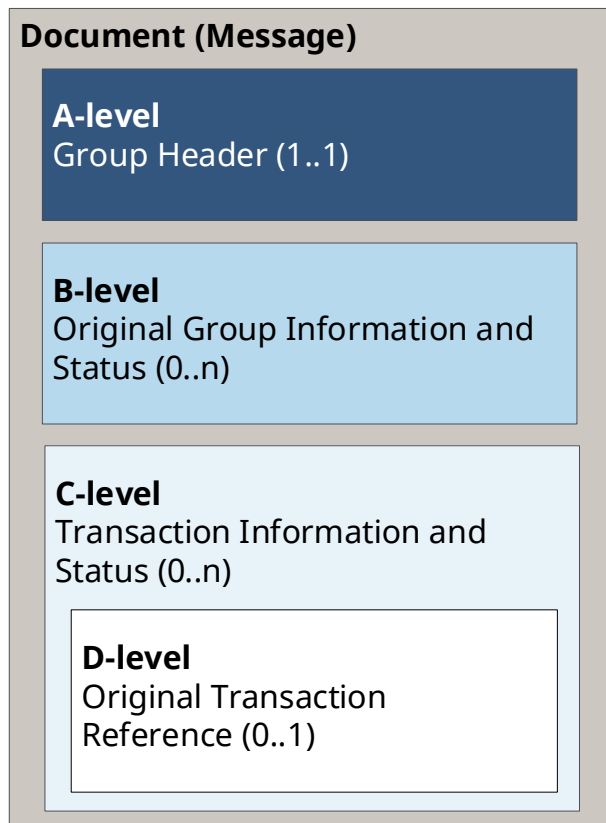 Document (Message)
A-level
Group Header (1..1)
B-level
Original Group Information and
Status (0..n)
C-level
Transaction Information and
Status (0..n)
D-level
Original Transaction
Reference (0..1)